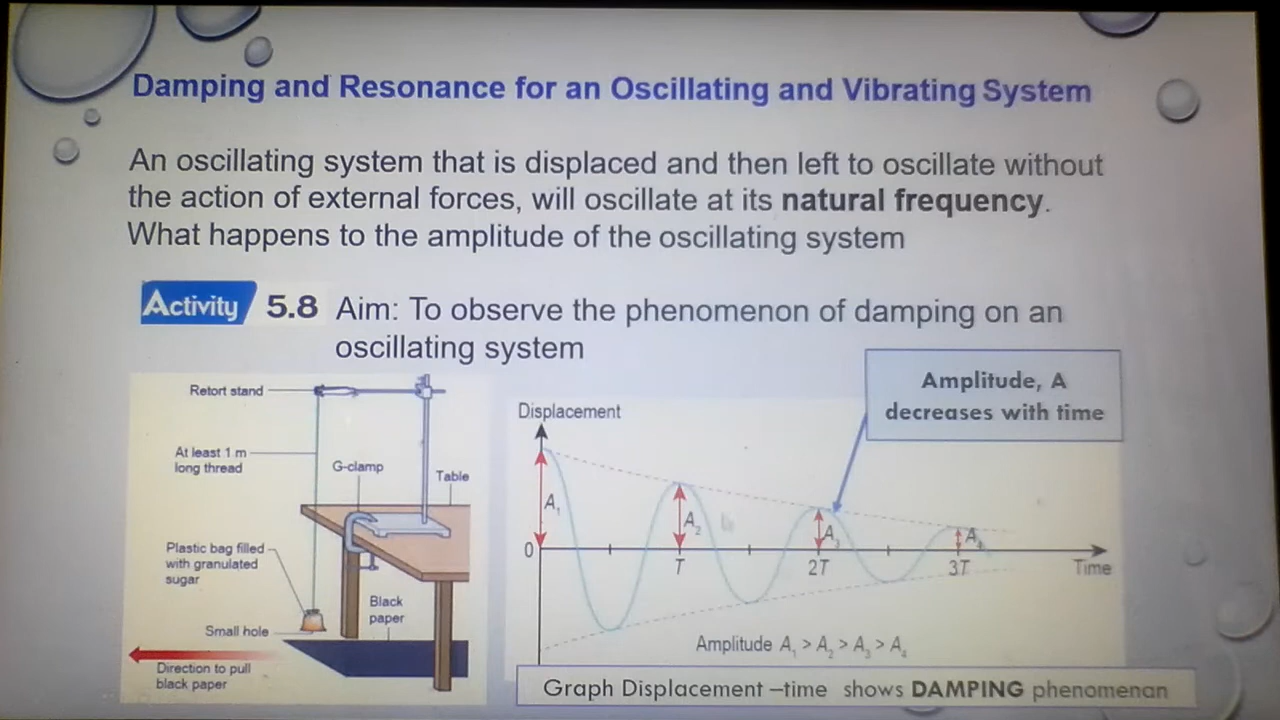 Damping and Resonance for an Oscillating and Vibrating System
An oscillating system that is displaced and then left to oscillate without
the action of external forces, will oscillate at its natural frequency.
What happens to the amplitude of the oscillating system
Activity 5.8 Aim: To observe the phenomenon of damping on an
oscillating system
Retort stand
At least 1 m
long thread
G-clamp
Table
Plastic bag filled
with granulated
sugar
Black
paper
Small hole
Direction to pull
black paper
Amplitude, A
decreases with time
Displacement
A₁
A₂
A₃
A₄
0
T
2T
3T
Time
Amplitude A₁ > A₂ > A₃ > A₄
Graph Displacement –time shows DAMPING phenomenan